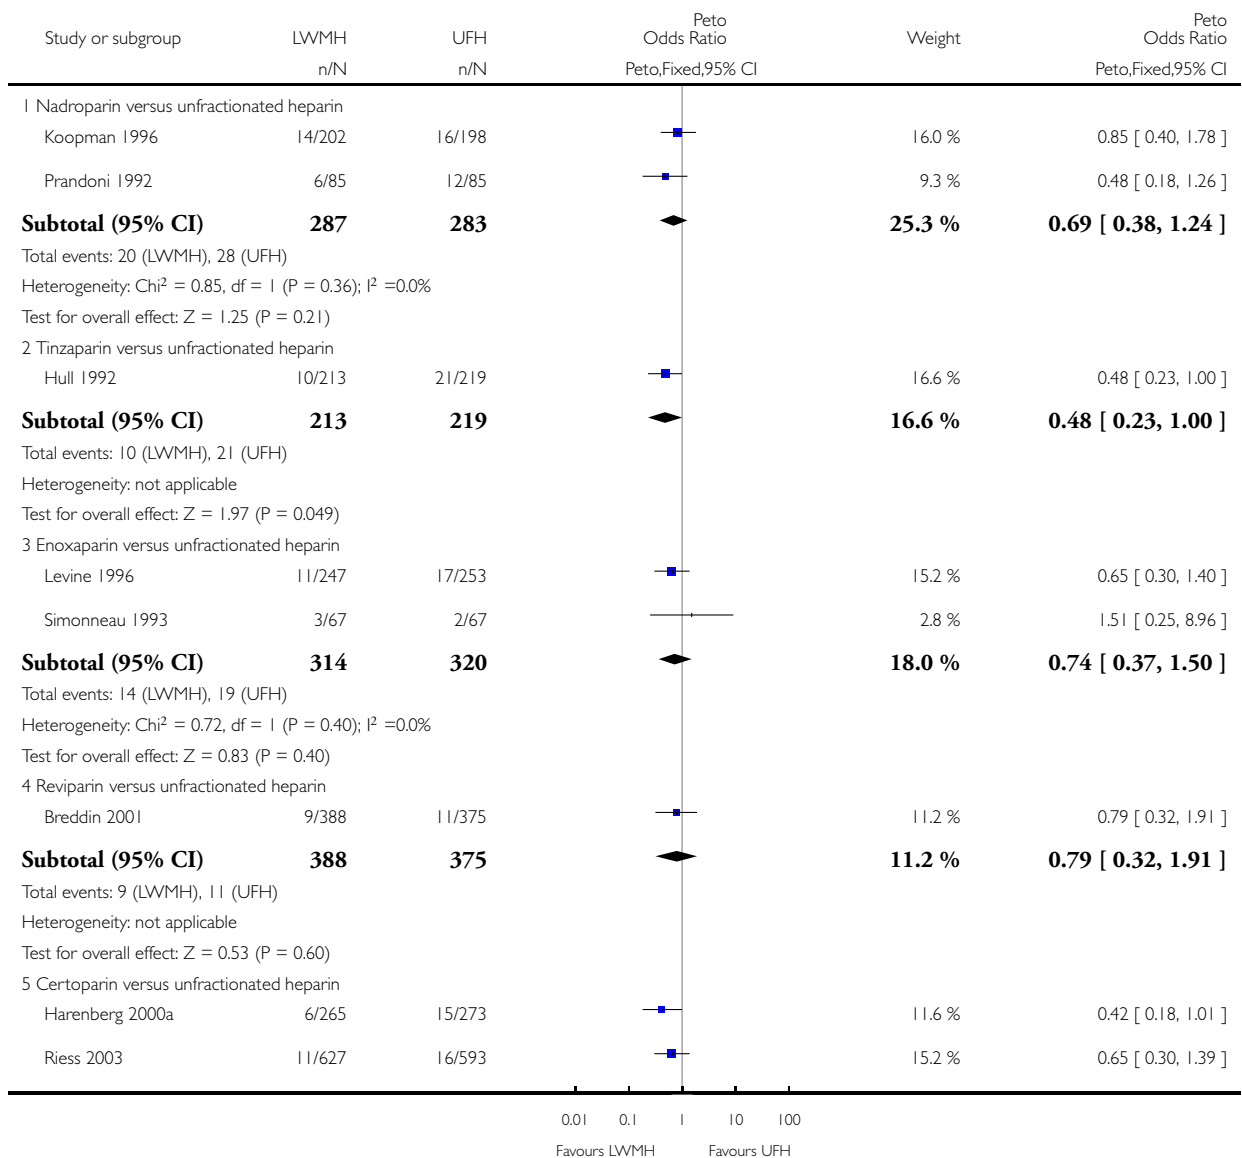 Study or subgroup LWMH UFH Peto Odds Ratio Weight Peto Odds Ratio
n/N n/N Peto,Fixed,95% CI Peto,Fixed,95% CI
1 Nadroparin versus unfractionated heparin
Koopman 1996 14/202 16/198 16.0 % 0.85 [ 0.40, 1.78 ]
Prandoni 1992 6/85 12/85 9.3 % 0.48 [ 0.18, 1.26 ]
Subtotal (95% CI) 287 283 25.3 % 0.69 [ 0.38, 1.24 ]
Total events: 20 (LWMH), 28 (UFH)
Heterogeneity: Chi² = 0.85, df = 1 (P = 0.36); I² =0.0%
Test for overall effect: Z = 1.25 (P = 0.21)
2 Tinzaparin versus unfractionated heparin
Hull 1992 10/213 21/219 16.6 % 0.48 [ 0.23, 1.00 ]
Subtotal (95% CI) 213 219 16.6 % 0.48 [ 0.23, 1.00 ]
Total events: 10 (LWMH), 21 (UFH)
Heterogeneity: not applicable
Test for overall effect: Z = 1.97 (P = 0.049)
3 Enoxaparin versus unfractionated heparin
Levine 1996 11/247 17/253 15.2 % 0.65 [ 0.30, 1.40 ]
Simonneau 1993 3/67 2/67 2.8 % 1.51 [ 0.25, 8.96 ]
Subtotal (95% CI) 314 320 18.0 % 0.74 [ 0.37, 1.50 ]
Total events: 14 (LWMH), 19 (UFH)
Heterogeneity: Chi² = 0.72, df = 1 (P = 0.40); I² =0.0%
Test for overall effect: Z = 0.83 (P = 0.40)
4 Reviparin versus unfractionated heparin
Breddin 2001 9/388 11/375 11.2 % 0.79 [ 0.32, 1.91 ]
Subtotal (95% CI) 388 375 11.2 % 0.79 [ 0.32, 1.91 ]
Total events: 9 (LWMH), 11 (UFH)
Heterogeneity: not applicable
Test for overall effect: Z = 0.53 (P = 0.60)
5 Certoparin versus unfractionated heparin
Harenberg 2000a 6/265 15/273 11.6 % 0.42 [ 0.18, 1.01 ]
Riess 2003 11/627 16/593 15.2 % 0.65 [ 0.30, 1.39 ]
0.01 0.1 1 10 100
Favours LWMH Favours UFH